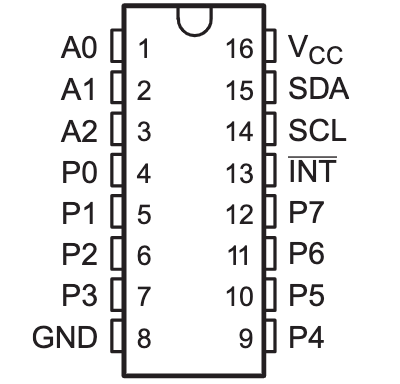 A0 1 16 VCC
A1 2 15 SDA
A2 3 14 SCL
P0 4 13 I̅N̅T̅
P1 5 12 P7
P2 6 11 P6
P3 7 10 P5
GND 8 9 P4